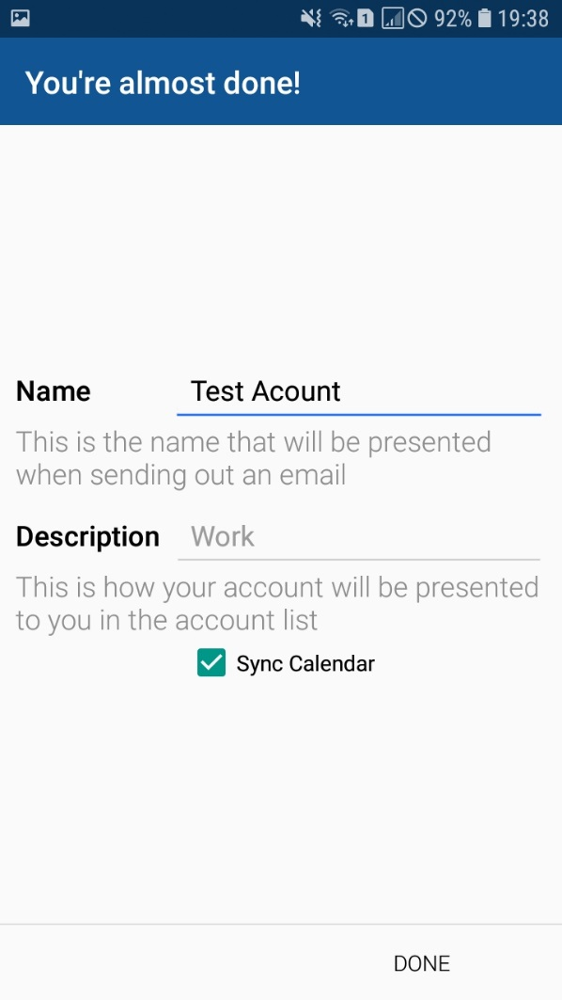 1 92% 19:38
You're almost done!
Name Test Acount
This is the name that will be presented
when sending out an email
Description Work
This is how your account will be presented
to you in the account list
Sync Calendar
DONE